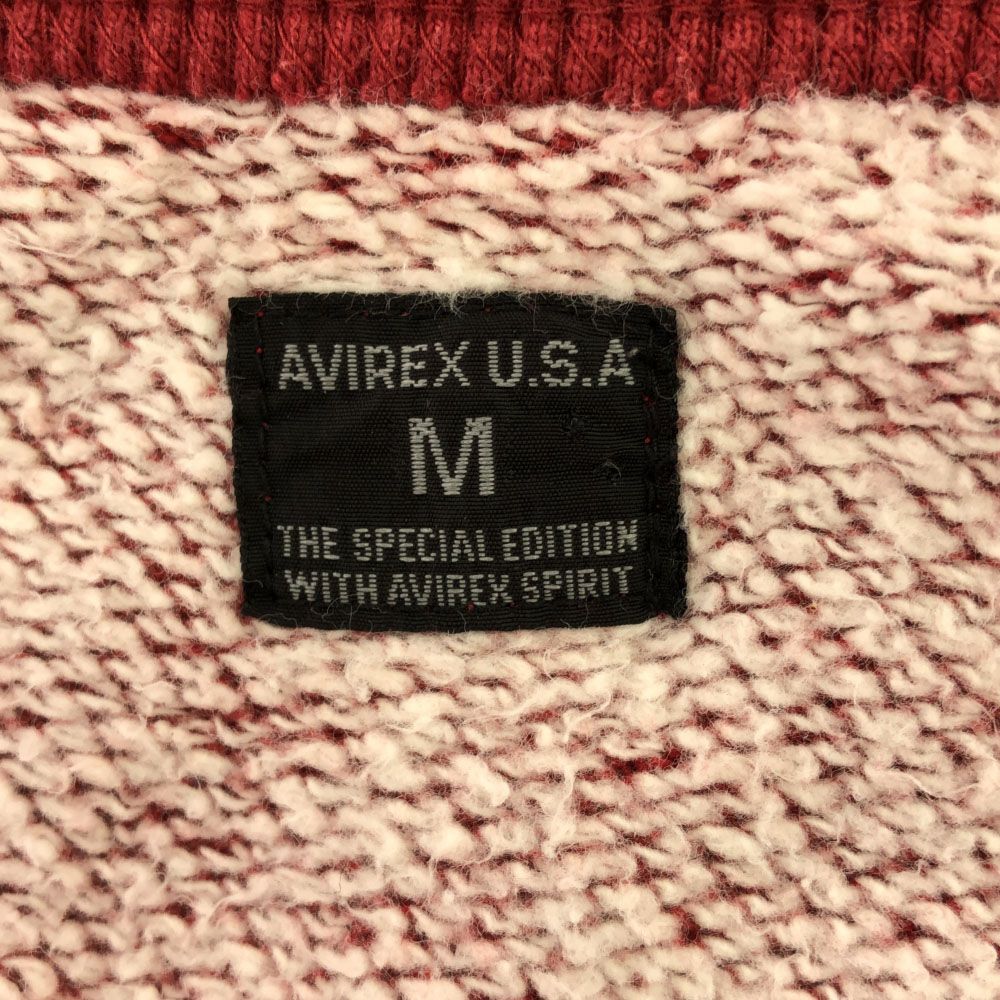 AVIREX U.S.A
M
THE SPECIAL EDITION
WITH AVIREX SPIRIT